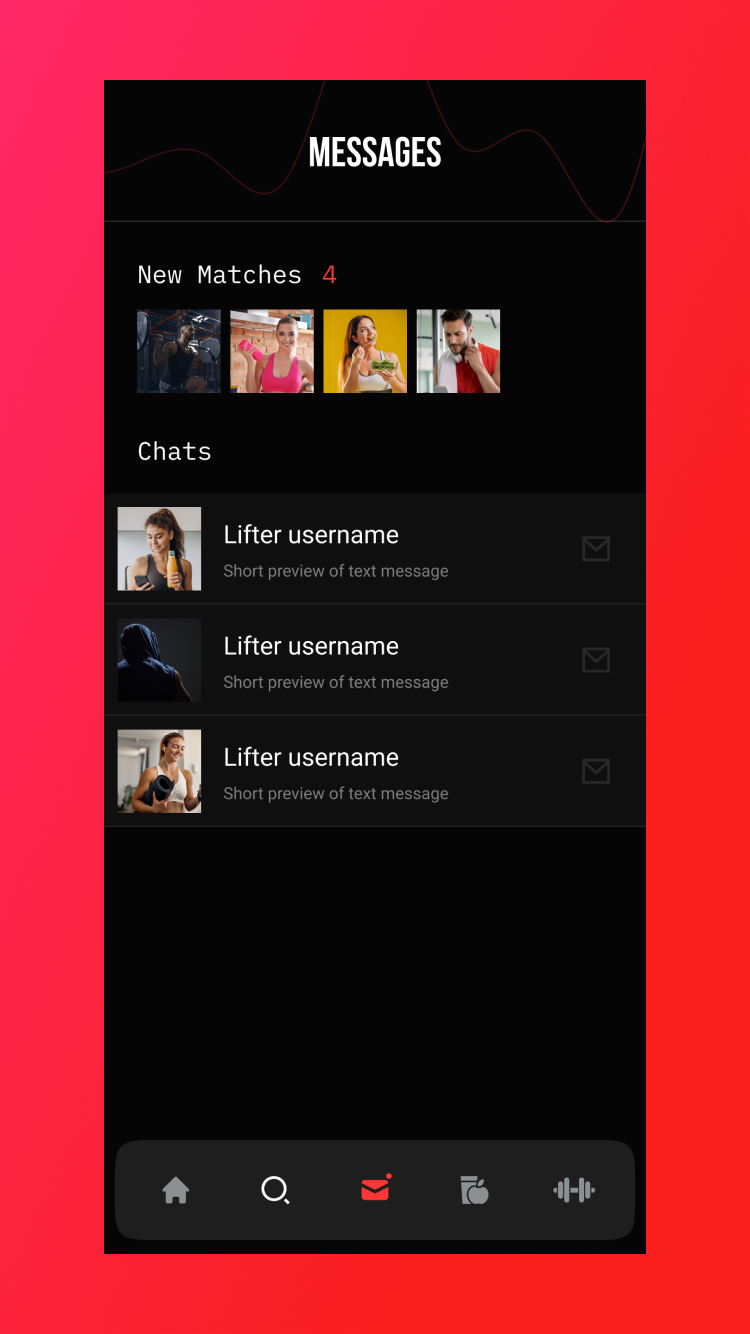 MESSAGES
New Matches 4
Chats
Lifter username
Short preview of text message
Lifter username
Short preview of text message
Lifter username
Short preview of text message